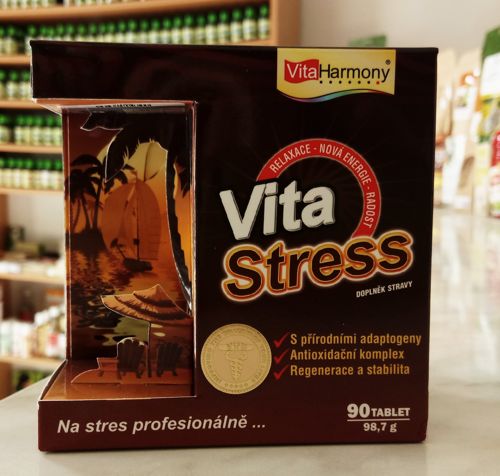 VitaHarmony®
RELAXACE - NOVÁ ENERGIE - RADOST
Vita
Stress
DOPLNĚK STRAVY
S přírodními adaptogeny
Antioxidační komplex
Regenerace a stabilita
Na stres profesionálně ...
90 TABLET
98,7 g